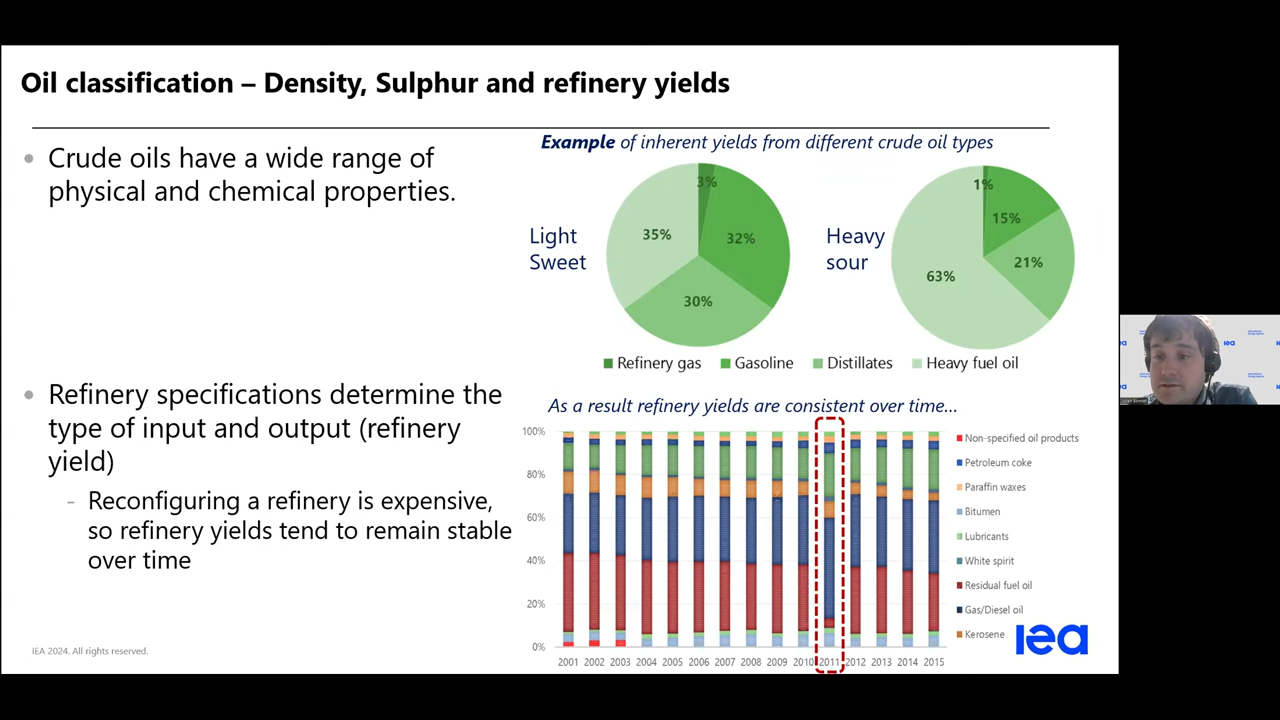 Oil classification – Density, Sulphur and refinery yields
Crude oils have a wide range of
physical and chemical properties.
Refinery specifications determine the
type of input and output (refinery
yield)
- Reconfiguring a refinery is expensive,
so refinery yields tend to remain stable
over time
Example of inherent yields from different crude oil types
Light
Sweet
3%
32%
30%
35%
Heavy
sour
1%
15%
21%
63%
Refinery gas
Gasoline
Distillates
Heavy fuel oil
As a result refinery yields are consistent over time...
100%
80%
60%
40%
20%
0%
2001 2002 2003 2004 2005 2006 2007 2008 2009 2010 2011 2012 2013 2014 2015
Non-specified oil products
Petroleum coke
Paraffin waxes
Bitumen
Lubricants
White spirit
Residual fuel oil
Gas/Diesel oil
Kerosene
iea
IEA 2024. All rights reserved.